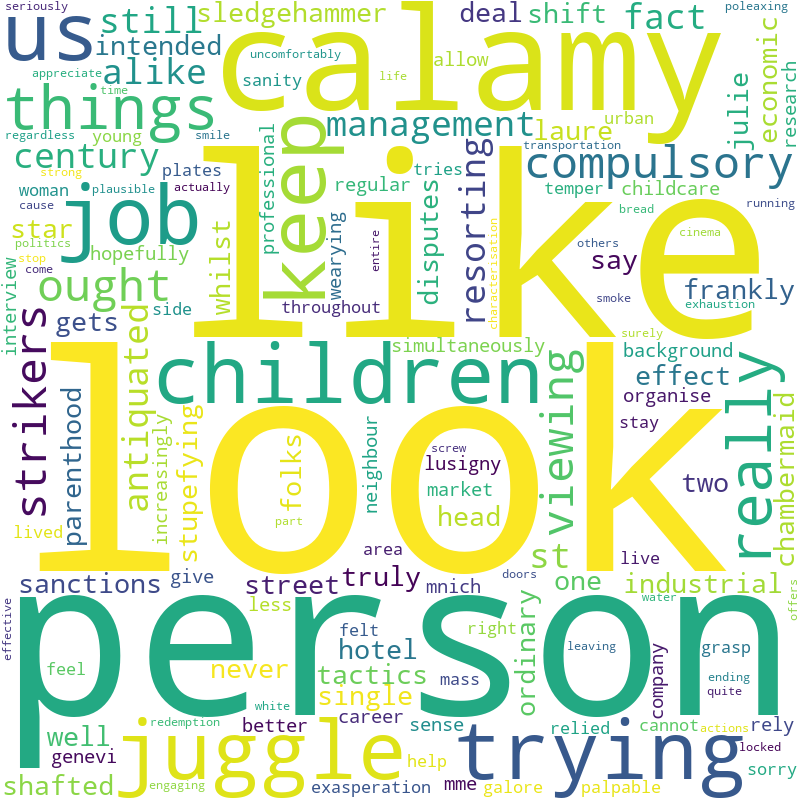 seriously
us
still
sledgehammer
deal
shift
fact
poleaxing
intended
alike
calamy
uncomfortably
appreciate
sanity
life
allow
things
time
julie
economic
research
regardless
young
smile
professional
keep
management
laure
urban
transportation
century
strong
plates
tries
compulsory
woman
plausible
actually
regular
temper
childcare
cause
job
like
bread
running
star
politics
hopefully
whilst
wearying
entire
disputes
resorting
characterisation
others
cinema
say
stop
come
interview
ought
side
throughout
smoke
frankly
exhaustion
gets
strikers
parenthood
antiquated
increasingly
stupefying
children
simultaneously
surely
background
viewing
effect
really
organise
chambermaid
look
folks
neighbour
screw
lusigny
stay
market
two
part
head
lived
area
st
live
sanctions
give
street
truly
mnich
doors
one
industrial
offers
effective
person
less
ordinary
water
felt
right
hotel
leaving
grasp
feel
never
tactics
mass
company
ending
quite
single
well
redemption
white
juggle
career
sense
trying
relied
cannot
actions
rely
genevi
better
locked
help
shafted
engaging
exasperation
mme
galore
palpable
sorry